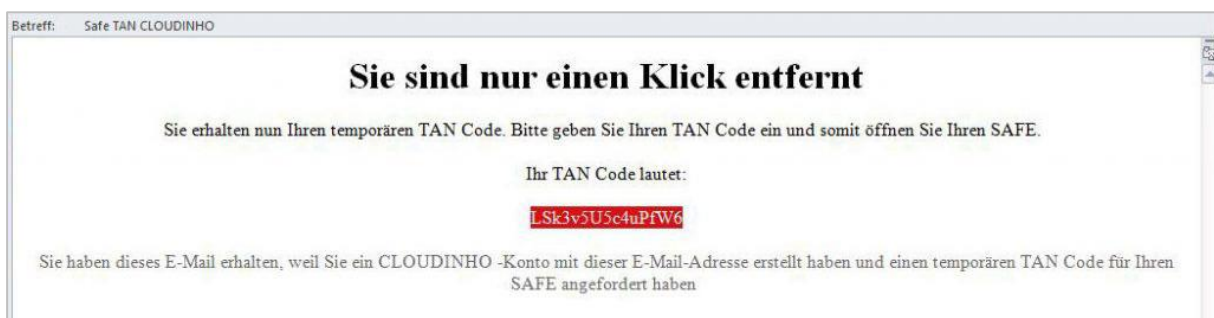 Betreff: Safe TAN CLOUDINHO
Sie sind nur einen Klick entfernt
Sie erhalten nun Ihren temporären TAN Code. Bitte geben Sie Ihren TAN Code ein und somit öffnen Sie Ihren SAFE.
Ihr TAN Code lautet:
LSk3v5U5c4uPfW6
Sie haben dieses E-Mail erhalten, weil Sie ein CLOUDINHO -Konto mit dieser E-Mail-Adresse erstellt haben und einen temporären TAN Code für Ihren
SAFE angefordert haben